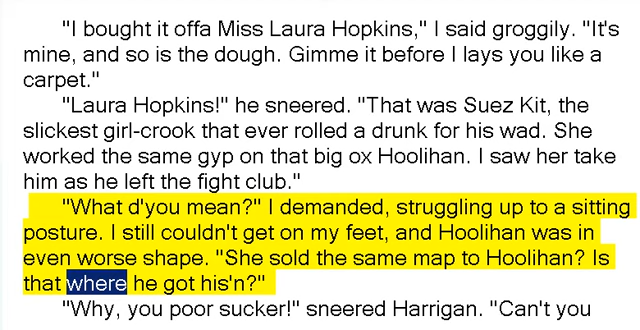 "I bought it offa Miss Laura Hopkins," I said groggily. "It's
mine, and so is the dough. Gimme it before I lays you like a
carpet."
"Laura Hopkins!" he sneered. "That was Suez Kit, the
slickest girl-crook that ever rolled a drunk for his wad. She
worked the same gyp on that big ox Hoolihan. I saw her take
him as he left the fight club."
"What d'you mean?" I demanded, struggling up to a sitting
posture. I still couldn't get on my feet, and Hoolihan was in
even worse shape. "She sold the same map to Hoolihan? Is
that where he got his'n?"
"Why, you poor sucker!" sneered Harrigan. "Can't you